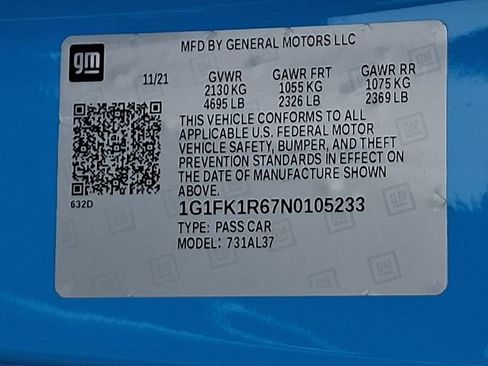 gm
MFD BY GENERAL MOTORS LLC
11/21 GVWR GAWR FRT GAWR RR
2130 KG 1055 KG 1075 KG
4695 LB 2326 LB 2369 LB
THIS VEHICLE CONFORMS TO ALL
APPLICABLE U.S. FEDERAL MOTOR
VEHICLE SAFETY, BUMPER, AND THEFT
PREVENTION STANDARDS IN EFFECT ON
THE DATE OF MANUFACTURE SHOWN
ABOVE.
632D
1G1FK1R67N0105233
TYPE: PASS CAR
MODEL: 731AL37